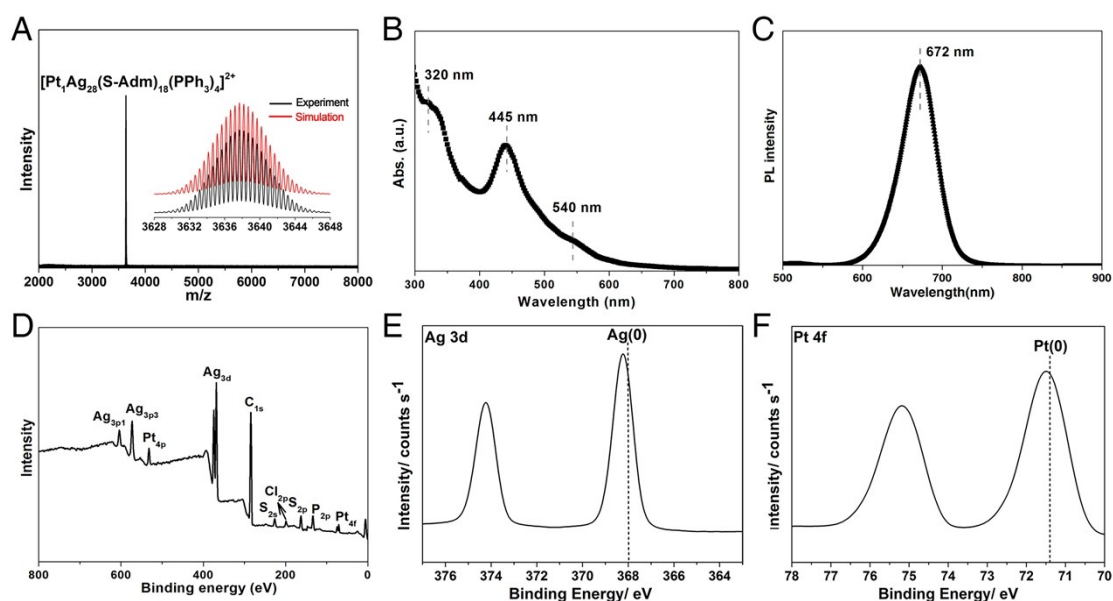 A
[Pt₁Ag₂₈(S-Adm)₁₈(PPh₃)₄]²⁺
Experiment
Simulation
3628 3632 3636 3640 3644 3648
Intensity
2000 3000 4000 5000 6000 7000 8000
m/z
B
320 nm
445 nm
540 nm
Abs. (a.u.)
300 400 500 600 700 800
Wavelength (nm)
C
672 nm
PL intensity
500 600 700 800 900
Wavelength(nm)
D
Ag₃d
C₁s
Ag₃p₁
Ag₃p₃
Pt₄p
Cl₂p
S₂s
S₂p
P₂p
Pt₄f
Intensity
800 600 400 200 0
Binding energy (eV)
E
Ag 3d
Ag(0)
Intensity/ counts s⁻¹
376 374 372 370 368 366 364
Binding Energy/ eV
F
Pt 4f
Pt(0)
Intensity/ counts s⁻¹
78 77 76 75 74 73 72 71 70
Binding Energy/ eV